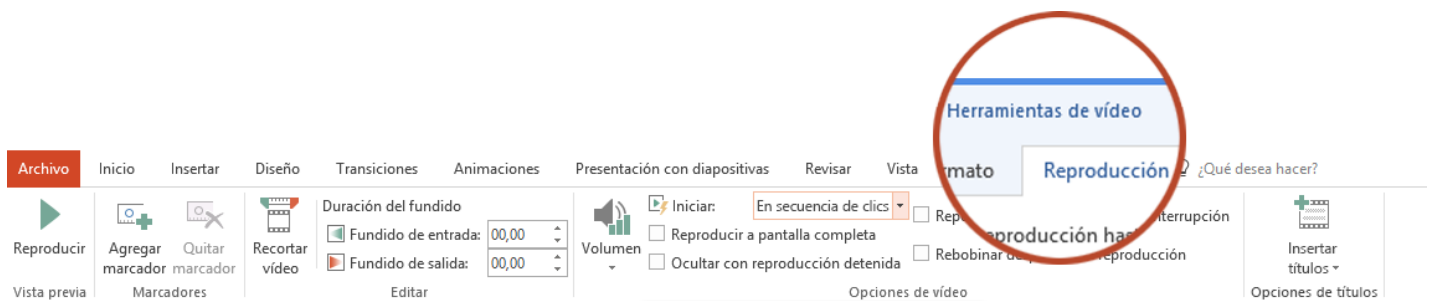 Herramientas de vídeo
Archivo Inicio Insertar Diseño Transiciones Animaciones Presentación con diapositivas Revisar Vista rmato Reproducción ¿Qué desea hacer?
Reproducir
Vista previa
Agregar marcador
Quitar marcador
Marcadores
Recortar vídeo
Duración del fundido
Fundido de entrada: 00,00
Fundido de salida: 00,00
Editar
Volumen
Iniciar: En secuencia de clics
Reproducir a pantalla completa
Ocultar con reproducción detenida
Rep terrupción
eproducción has
Rebobinar de reproducción
Opciones de vídeo
Insertar títulos
Opciones de títulos